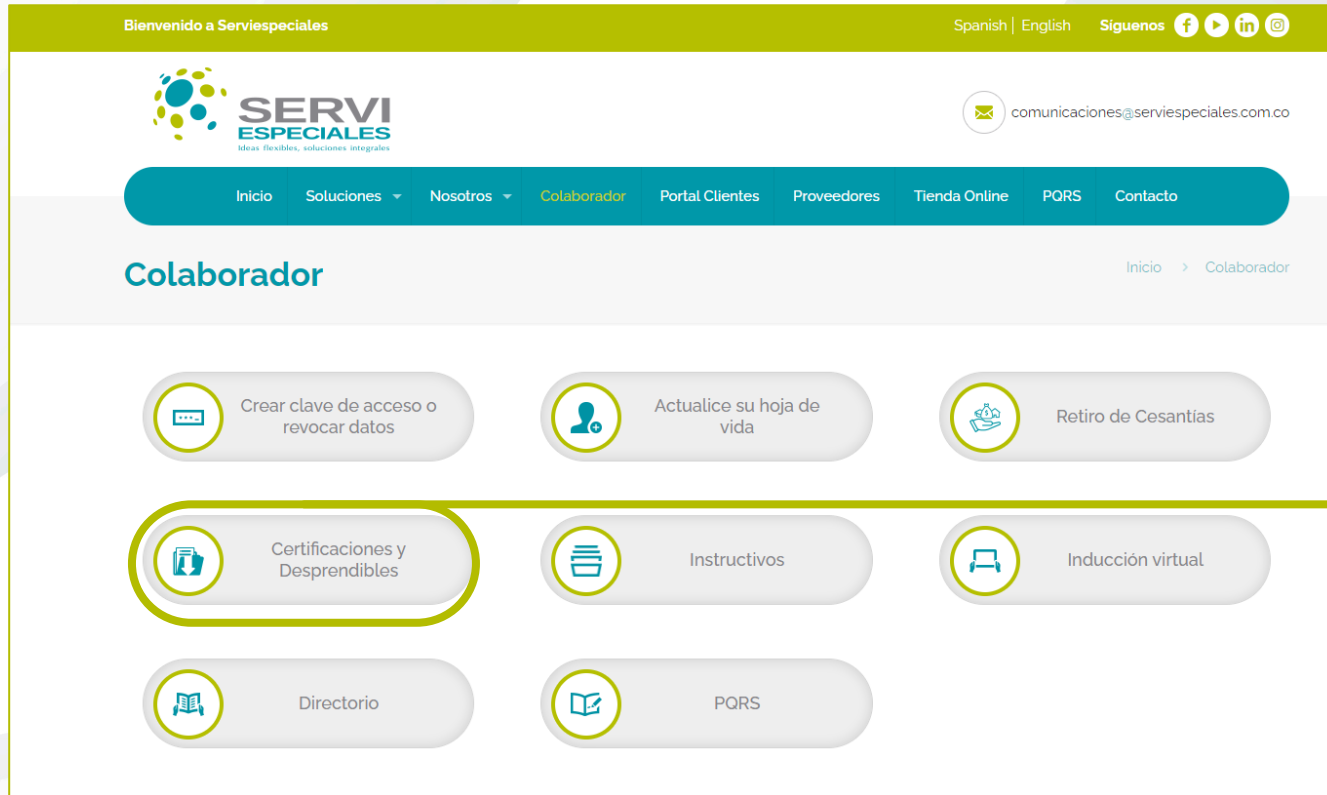 Bienvenido a Serviespeciales
Spanish | English
Síguenos
SERVI
ESPECIALES
Ideas flexibles, soluciones integrales
comunicaciones@serviespeciales.com.co
Inicio Soluciones Nosotros Colaborador Portal Clientes Proveedores Tienda Online PQRS Contacto
Colaborador
Inicio > Colaborador
Crear clave de acceso o
revocar datos
Actualice su hoja de
vida
Retiro de Cesantías
Certificaciones y
Desprendibles
Instructivos
Inducción virtual
Directorio
PQRS